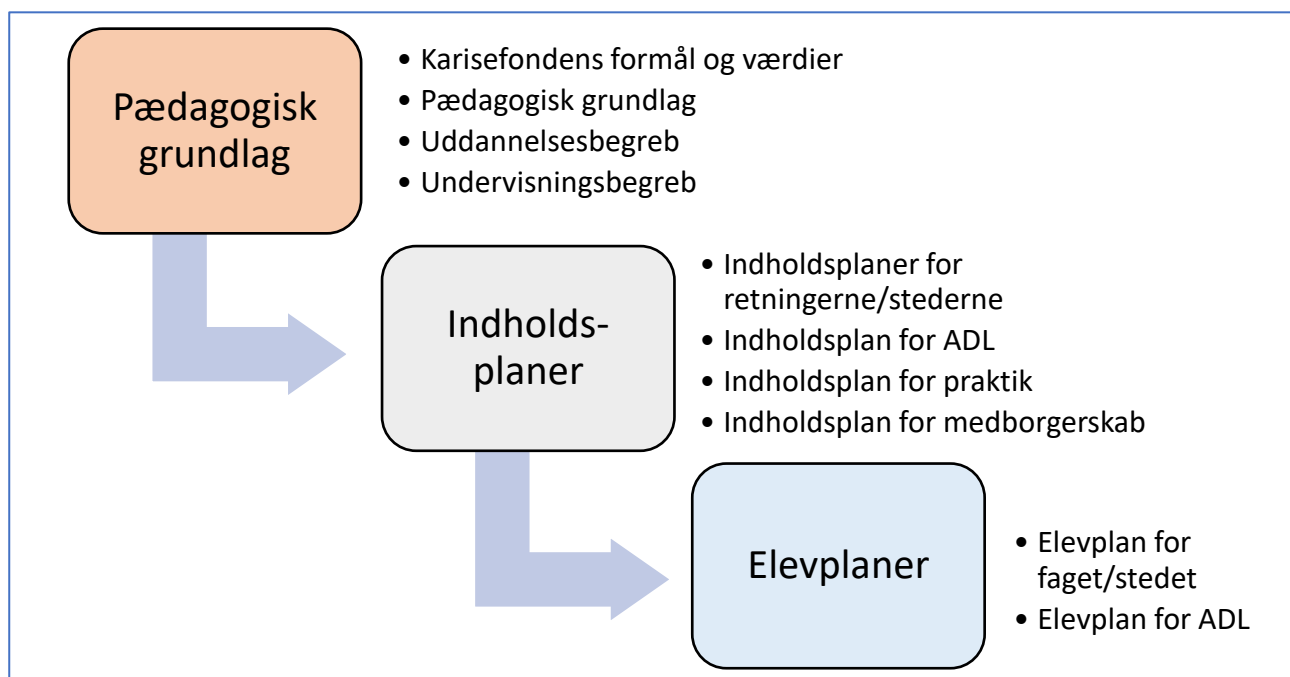 Pædagogisk
grundlag
• Karisefondens formål og værdier
• Pædagogisk grundlag
• Uddannelsesbegreb
• Undervisningsbegreb
Indholds-
planer
• Indholdsplaner for
retningerne/stederne
• Indholdsplan for ADL
• Indholdsplan for praktik
• Indholdsplan for medborgerskab
Elevplaner
• Elevplan for
faget/stedet
• Elevplan for ADL